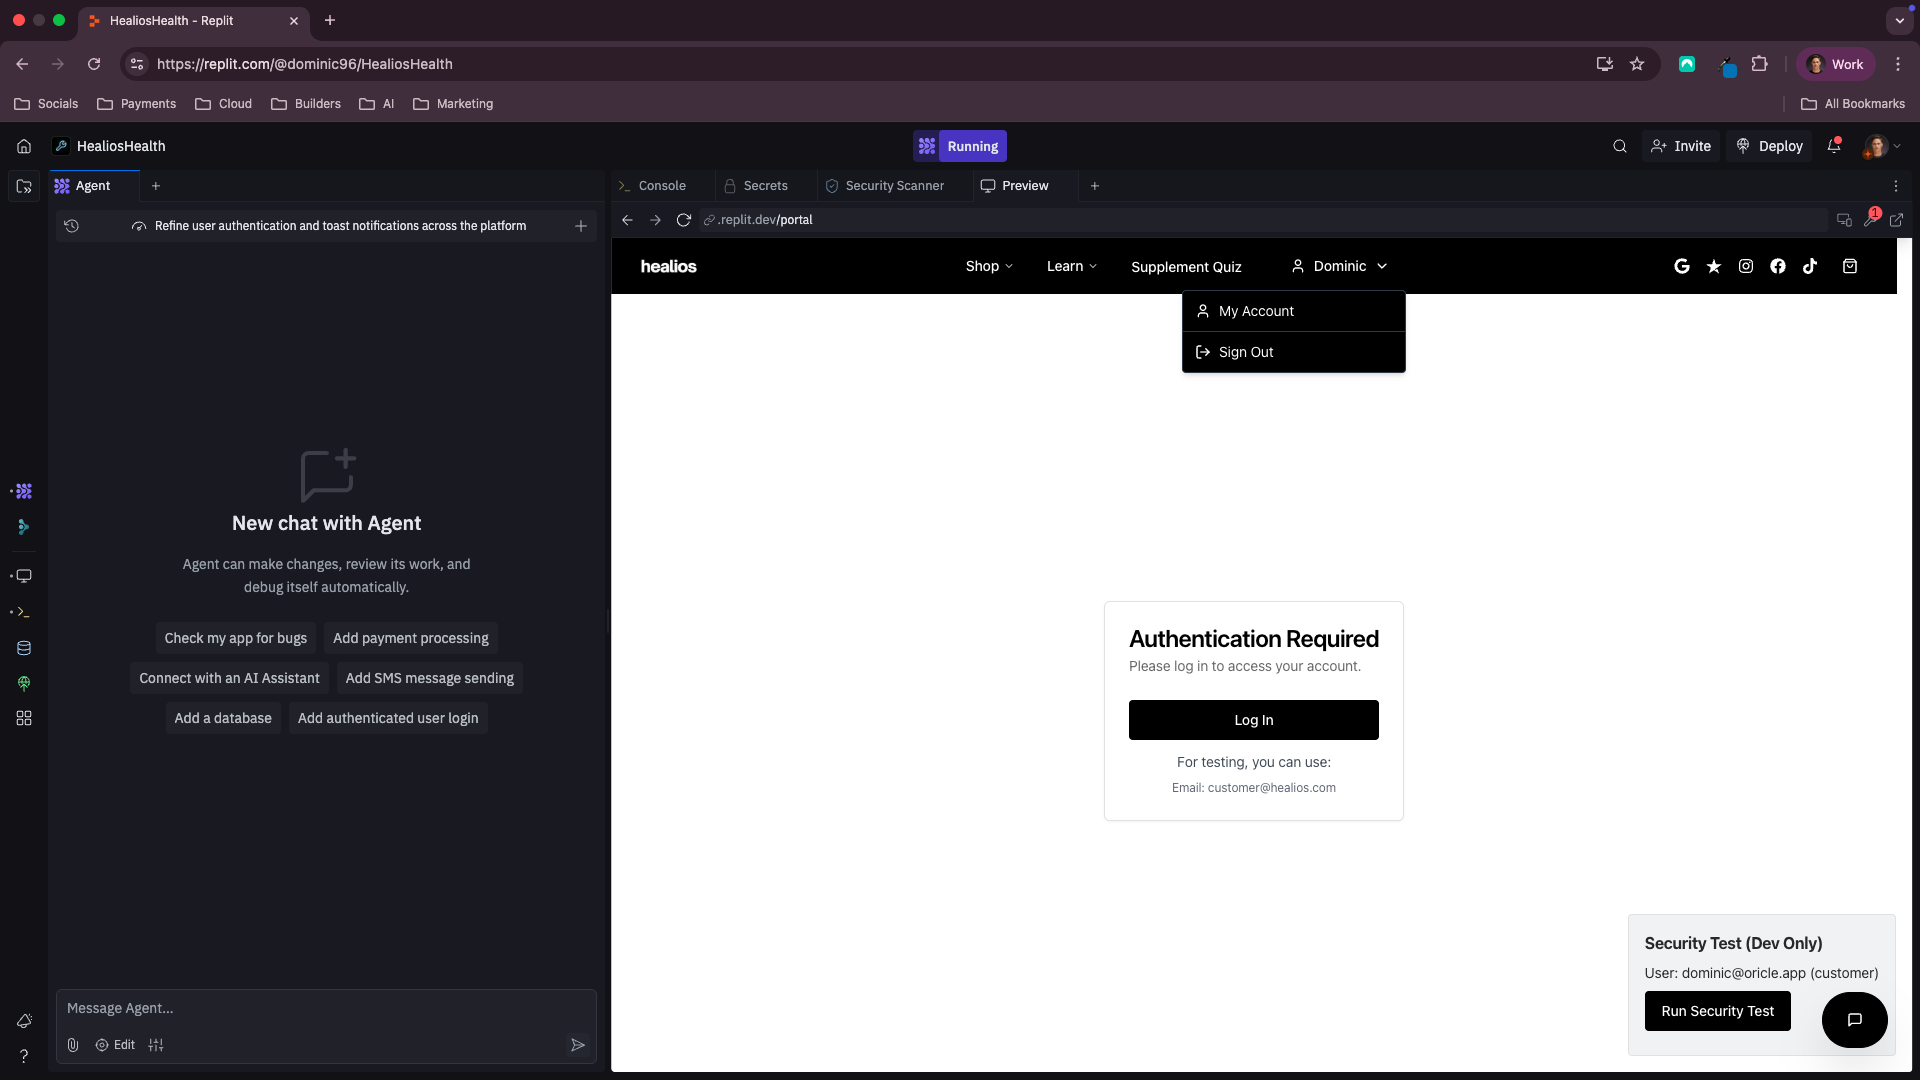 HealiosHealth - Replit
https://replit.com/@dominic96/HealiosHealth
Work
Socials
Payments
Cloud
Builders
AI
Marketing
All Bookmarks
HealiosHealth
Running
Invite
Deploy
Agent
Console
Secrets
Security Scanner
Preview
Refine user authentication and toast notifications across the platform
.replit.dev/portal
1
healios
Shop
Learn
Supplement Quiz
Dominic
My Account
Sign Out
New chat with Agent
Agent can make changes, review its work, and
debug itself automatically.
Check my app for bugs
Add payment processing
Connect with an AI Assistant
Add SMS message sending
Add a database
Add authenticated user login
Authentication Required
Please log in to access your account.
Log In
For testing, you can use:
Email: customer@healios.com
Security Test (Dev Only)
User: dominic@oricle.app (customer)
Run Security Test
Message Agent...
Edit